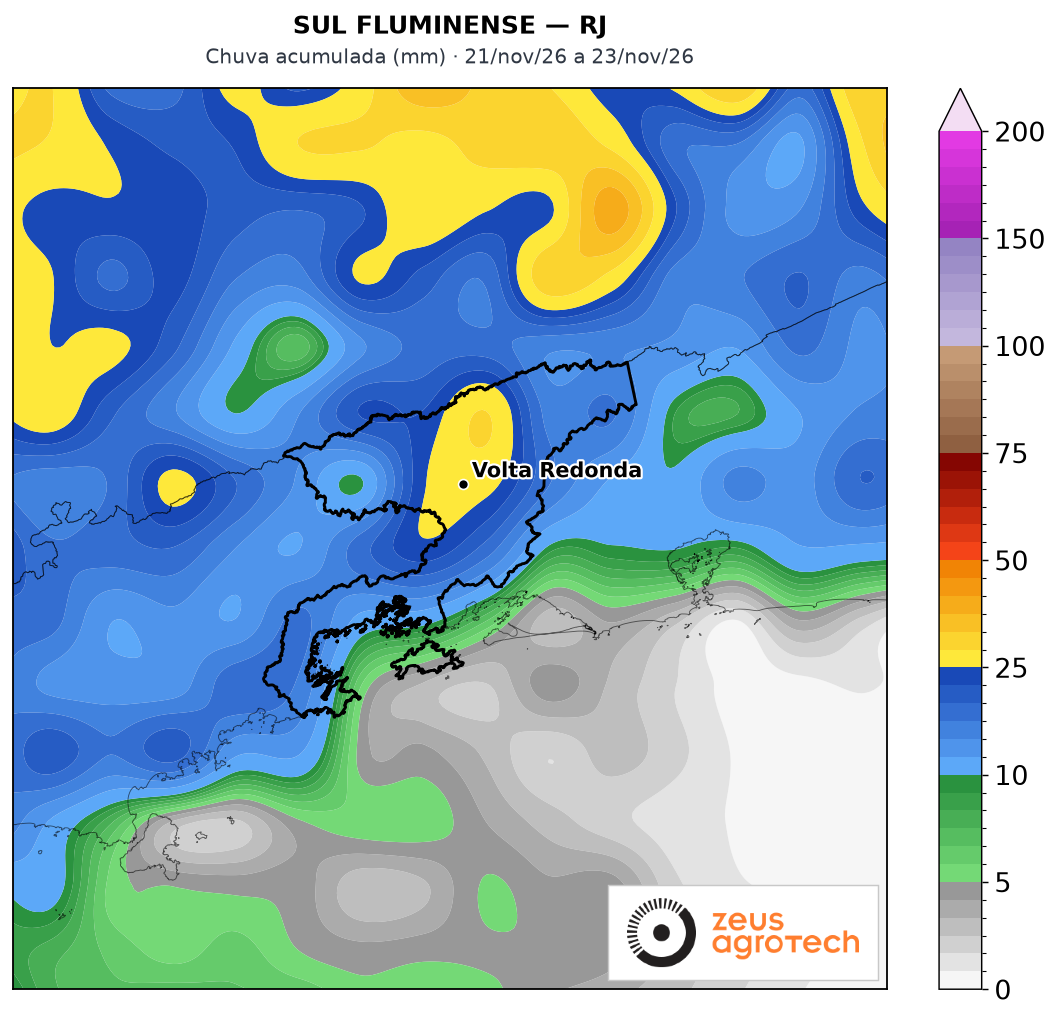 SUL FLUMINENSE — RJ
Chuva acumulada (mm) · 21/nov/26 a 23/nov/26
200
150
100
75
50
25
10
5
0
Volta Redonda
zeus
agrotech